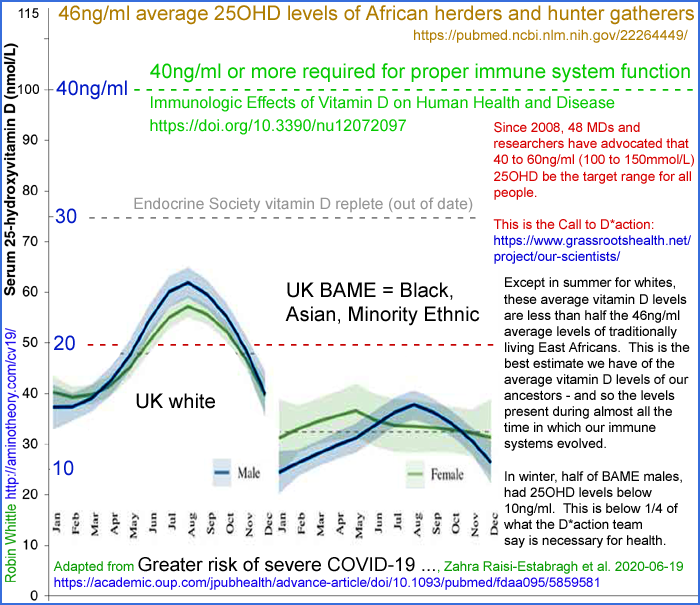 46ng/ml average 25OHD levels of African herders and hunter gatherers
https://pubmed.ncbi.nlm.nih.gov/22264449/
115
100
90
80
70
60
50
40
30
20
10
0
Serum 25-hydroxyvitamin D (nmol/L)
40ng/ml
40ng/ml or more required for proper immune system function
Immunologic Effects of Vitamin D on Human Health and Disease
https://doi.org/10.3390/nu12072097
Since 2008, 48 MDs and
researchers have advocated that
40 to 60ng/ml (100 to 150mmol/L)
25OHD be the target range for all
people.
This is the Call to D*action:
https://www.grassrootshealth.net/
project/our-scientists/
Endocrine Society vitamin D replete (out of date)
30
20
10
UK BAME = Black,
Asian, Minority Ethnic
UK white
Except in summer for whites,
these average vitamin D levels
are less than half the 46ng/ml
average levels of traditionally
living East Africans. This is the
best estimate we have of the
average vitamin D levels of our
ancestors - and so the levels
present during almost all the
time in which our immune
systems evolved.
In winter, half of BAME males,
had 25OHD levels below
10ng/ml. This is below 1/4 of
what the D*action team
say is necessary for health.
Male
Female
Jan Feb Mar Apr May Jun Jul Aug Sep Oct Nov Dec
Jan Feb Mar Apr May Jun Jul Aug Sep Oct Nov Dec
Robin Whittle http://aminotheory.com/cv19/
Adapted from Greater risk of severe COVID-19 ..., Zahra Raisi-Estabragh et al. 2020-06-19
https://academic.oup.com/jpubhealth/advance-article/doi/10.1093/pubmed/fdaa095/5859581